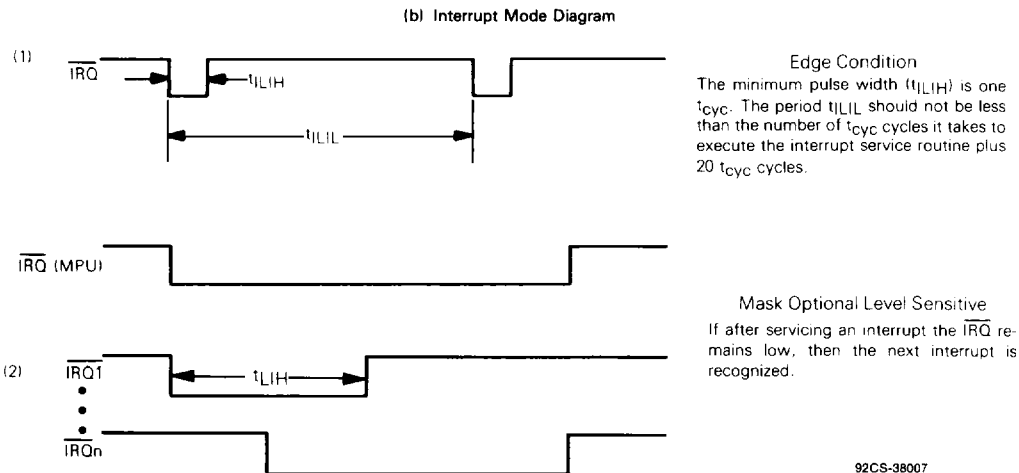 (b) Interrupt Mode Diagram
(1)
IRQ
tILIH
tILIL
Edge Condition
The minimum pulse width (tILIH) is one
tcyc. The period tILIL should not be less
than the number of tcyc cycles it takes to
execute the interrupt service routine plus
20 tcyc cycles.
IRQ (MPU)
Mask Optional Level Sensitive
If after servicing an interrupt the IRQ re-
mains low, then the next interrupt is
recognized.
(2)
IRQ1
tLIH
IRQn
92CS-38007